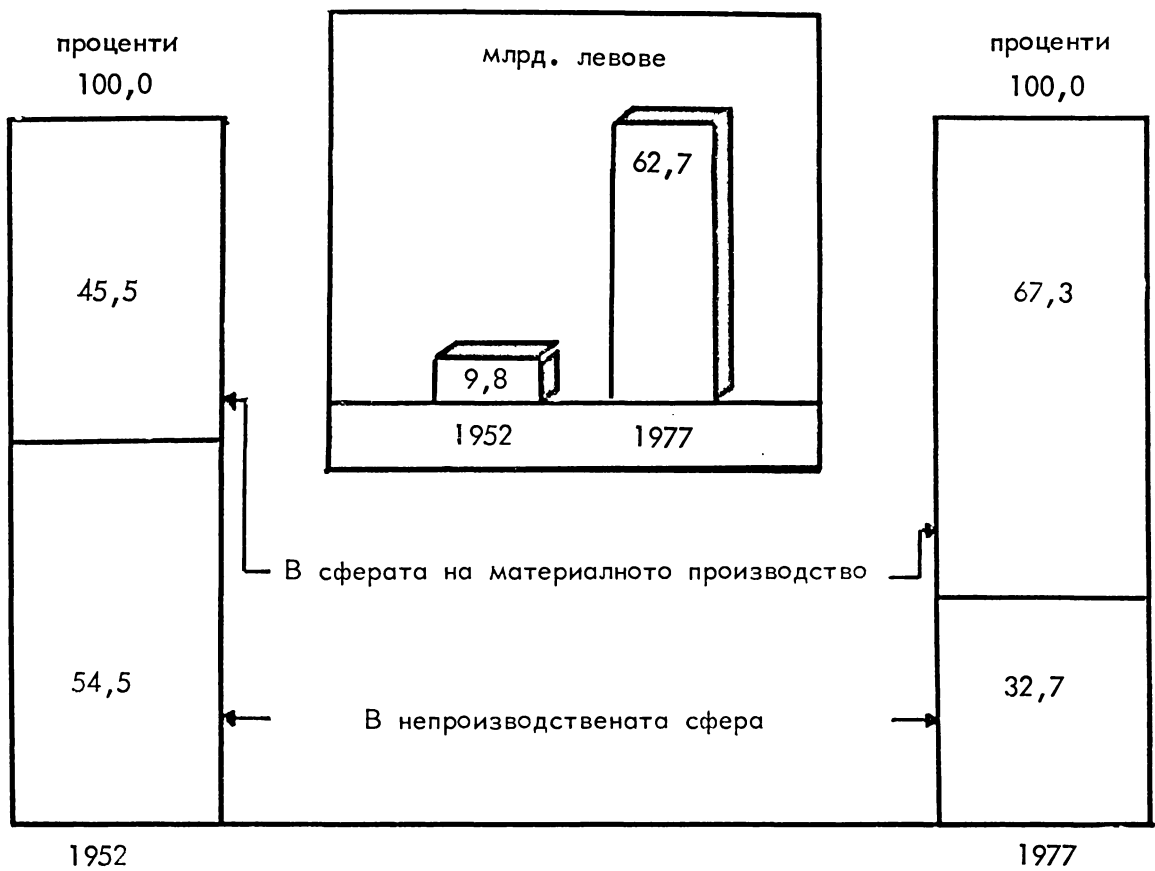 проценти
100,0
45,5
54,5
1952
млрд. левове
9,8
62,7
1952 1977
В сферата на материалното производство
В непроизводствената сфера
проценти
100,0
67,3
32,7
1977